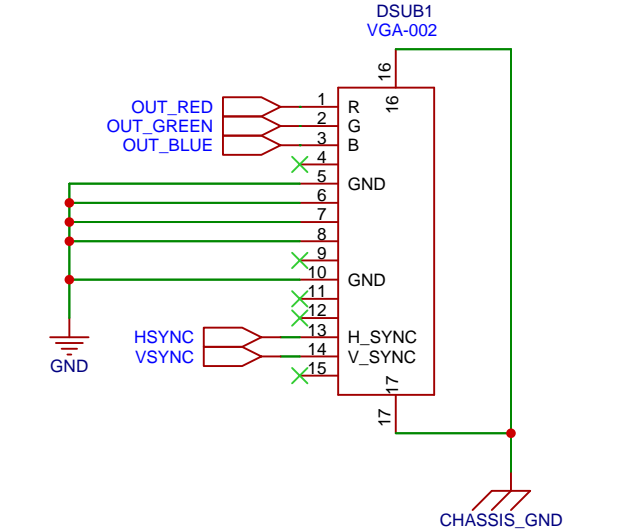 DSUB1
VGA-002
16
16
OUT_RED 1 R
OUT_GREEN 2 G
OUT_BLUE 3 B
4
5 GND
6
7
8
9
10 GND
11
12
HSYNC 13 H_SYNC
VSYNC 14 V_SYNC
15
17
17
GND
CHASSIS_GND